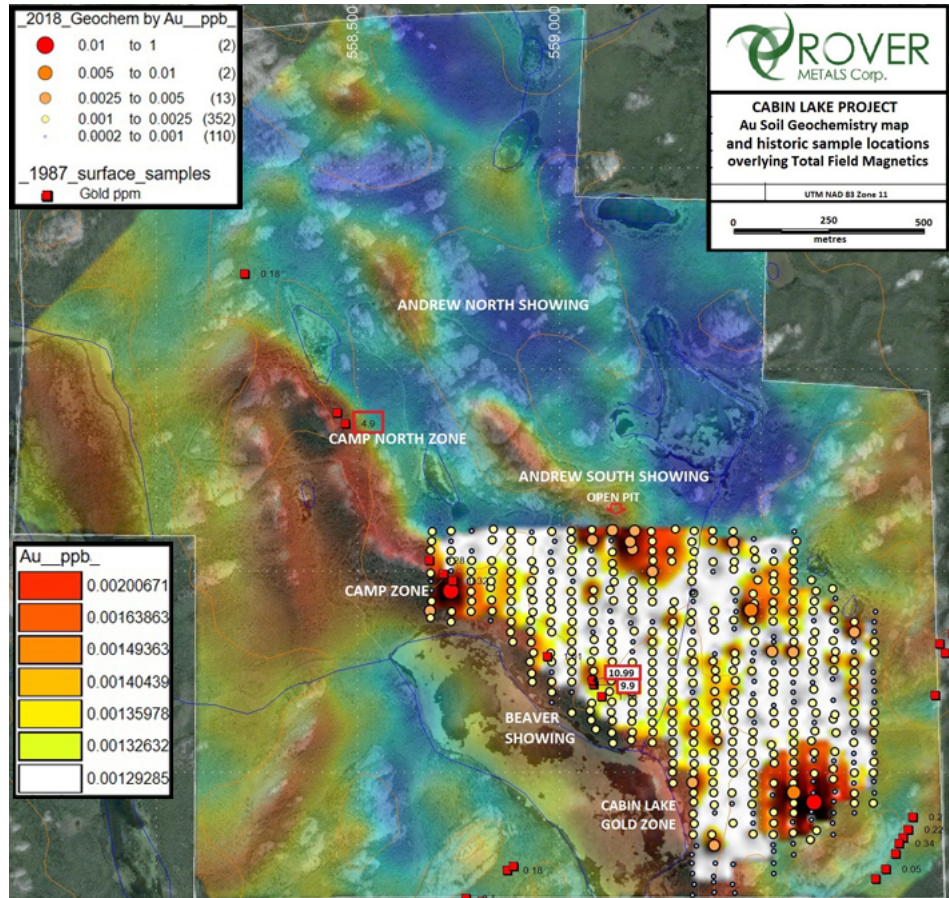 _2018_Geochem by Au__ppb_
0.01 to 1 (2)
0.005 to 0.01 (2)
0.0025 to 0.005 (13)
0.001 to 0.0025 (352)
0.0002 to 0.001 (110)
_1987_surface_samples
Gold ppm
558,500
559,000
ROVER
METALS Corp.
CABIN LAKE PROJECT
Au Soil Geochemistry map
and historic sample locations
overlying Total Field Magnetics
UTM NAD 83 Zone 11
0 250 500
metres
0.18
ANDREW NORTH SHOWING
4.9
CAMP NORTH ZONE
ANDREW SOUTH SHOWING
OPEN PIT
CAMP ZONE
10.99
9.9
BEAVER
SHOWING
CABIN LAKE
GOLD ZONE
Au__ppb_
0.00200671
0.00163863
0.00149363
0.00140439
0.00135978
0.00132632
0.00129285
0.2
0.22
0.34
0.05
0.18